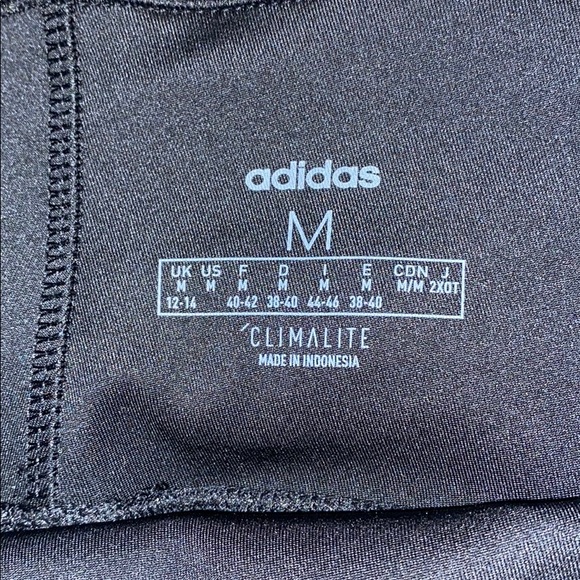 adidas
M
UK US F D I E CDN J
M M M M M M M/M 2XOT
12-14 40-42 38-40 44-46 38-40
CLIMALITE
MADE IN INDONESIA